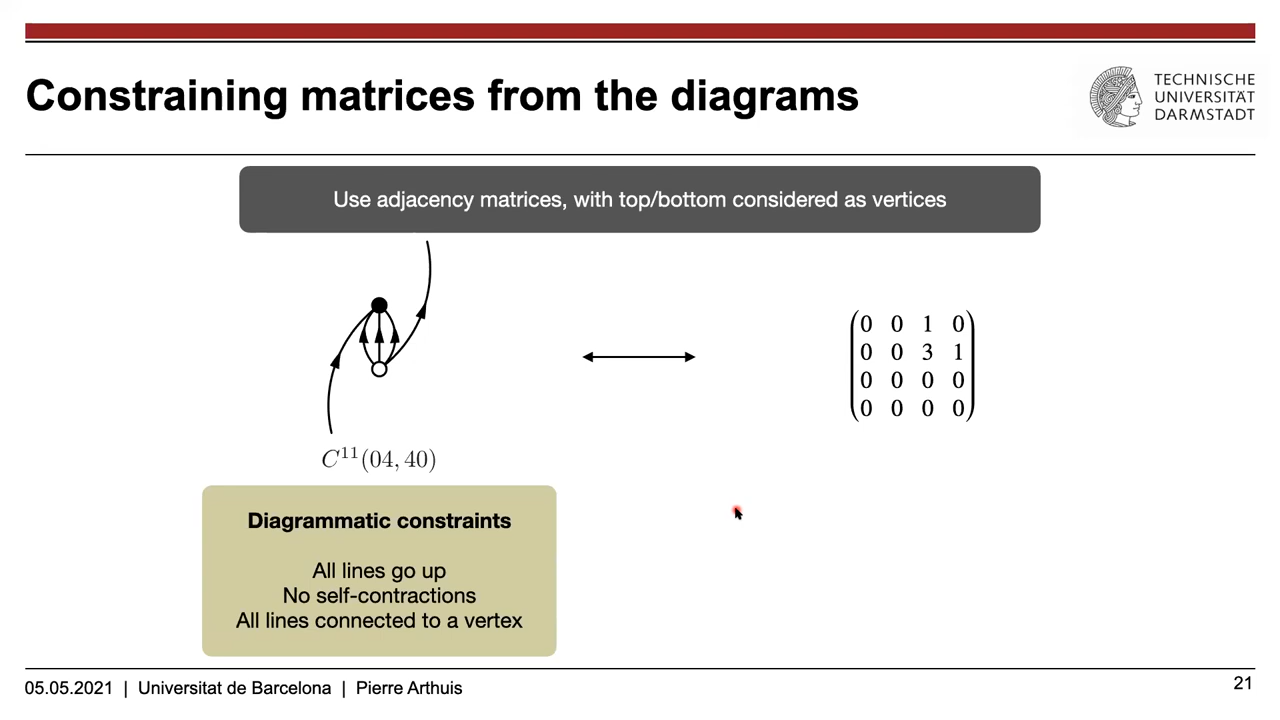 Constraining matrices from the diagrams
TECHNISCHE
UNIVERSITÄT
DARMSTADT
Use adjacency matrices, with top/bottom considered as vertices
0 0 1 0
0 0 3 1
0 0 0 0
0 0 0 0
C¹¹(04, 40)
Diagrammatic constraints
All lines go up
No self-contractions
All lines connected to a vertex
05.05.2021 | Universitat de Barcelona | Pierre Arthuis
21